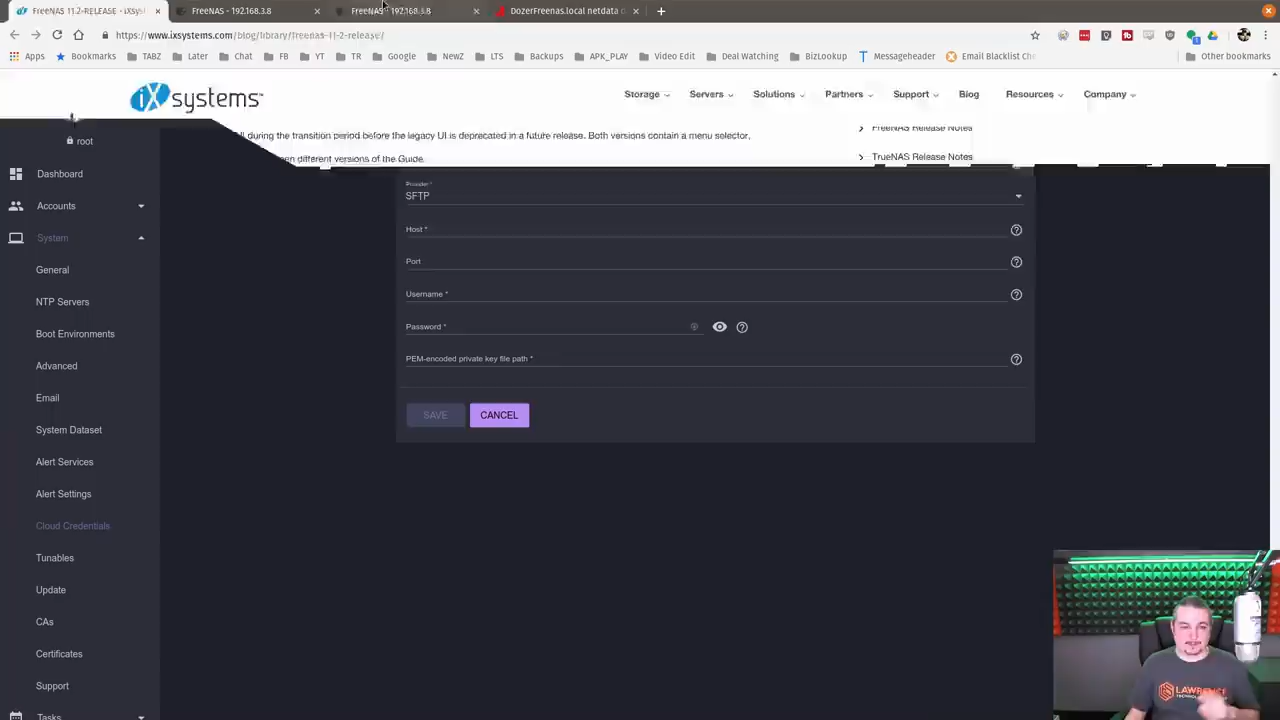 FreeNAS 11.2-RELEASE - iXsyst
FreeNAS - 192.168.3.8
FreeNAS - 192.168.3.8
DozerFreenas.local netdata d
https://www.ixsystems.com/blog/library/freenas-11-2-release/
Apps
Bookmarks
TABZ
Later
Chat
FB
YT
TR
Google
NewZ
LTS
Backups
APK_PLAY
Video Edit
Deal Watching
BizLookup
Messageheader
Email Blacklist Che
Other bookmarks
iXsystems
Storage
Servers
Solutions
Partners
Support
Blog
Resources
Company
during the transition period before the legacy UI is deprecated in a future release. Both versions contain a menu selector,
different versions of the Guide.
FreeNAS Release Notes
TrueNAS Release Notes
root
Dashboard
Accounts
System
General
NTP Servers
Boot Environments
Advanced
Email
System Dataset
Alert Services
Alert Settings
Cloud Credentials
Tunables
Update
CAs
Certificates
Support
Tasks
Provider *
SFTP
Host *
Port
Username *
Password *
PEM-encoded private key file path *
SAVE
CANCEL
LAWRENCE